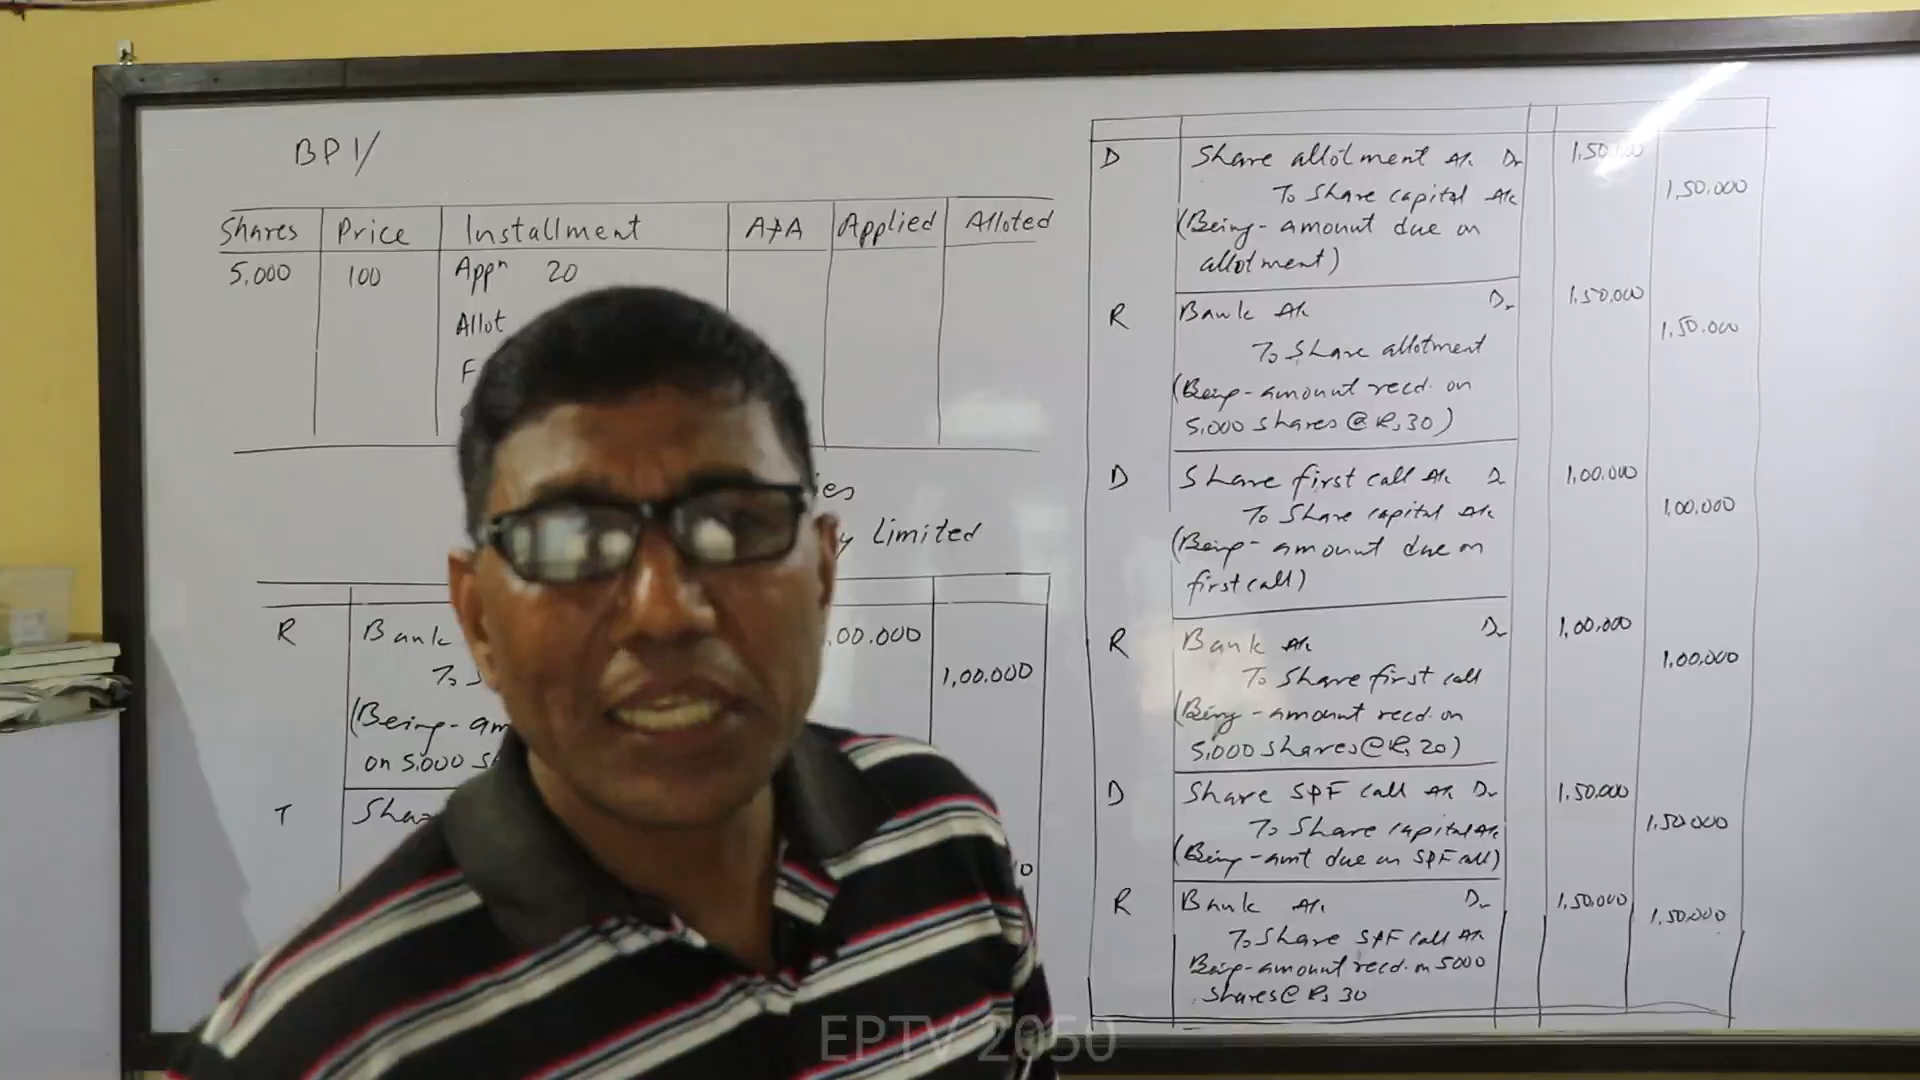 BP 1/
Shares Price Installment A+A Applied Alloted
5,000 100 Appⁿ 20
Allot
F
y Limited
R Bank 1,00,000
To 1,00,000
(Being-am
on 5,000
T Sha
D Share allotment A/c Dr 1,50,000
To Share capital A/c 1,50,000
(Being-amount due on
allotment)
R Bank A/c Dr 1,50,000
To Share allotment 1,50,000
(Being-amount recd. on
5,000 shares @ Rs 30)
D Share first call A/c Dr 1,00,000
To Share capital A/c 1,00,000
(Being-amount due on
first call)
R Bank A/c Dr 1,00,000
To Share first call 1,00,000
(Being-amount recd. on
5,000 shares @ Rs 20)
D Share S&F call A/c Dr 1,50,000
To Share capital A/c 1,50,000
(Being-amt due on S&F call)
R Bank A/c Dr 1,50,000
To Share S&F call A/c 1,50,000
Being-amount recd. on 5000
shares @ Rs 30
EPTV 2050